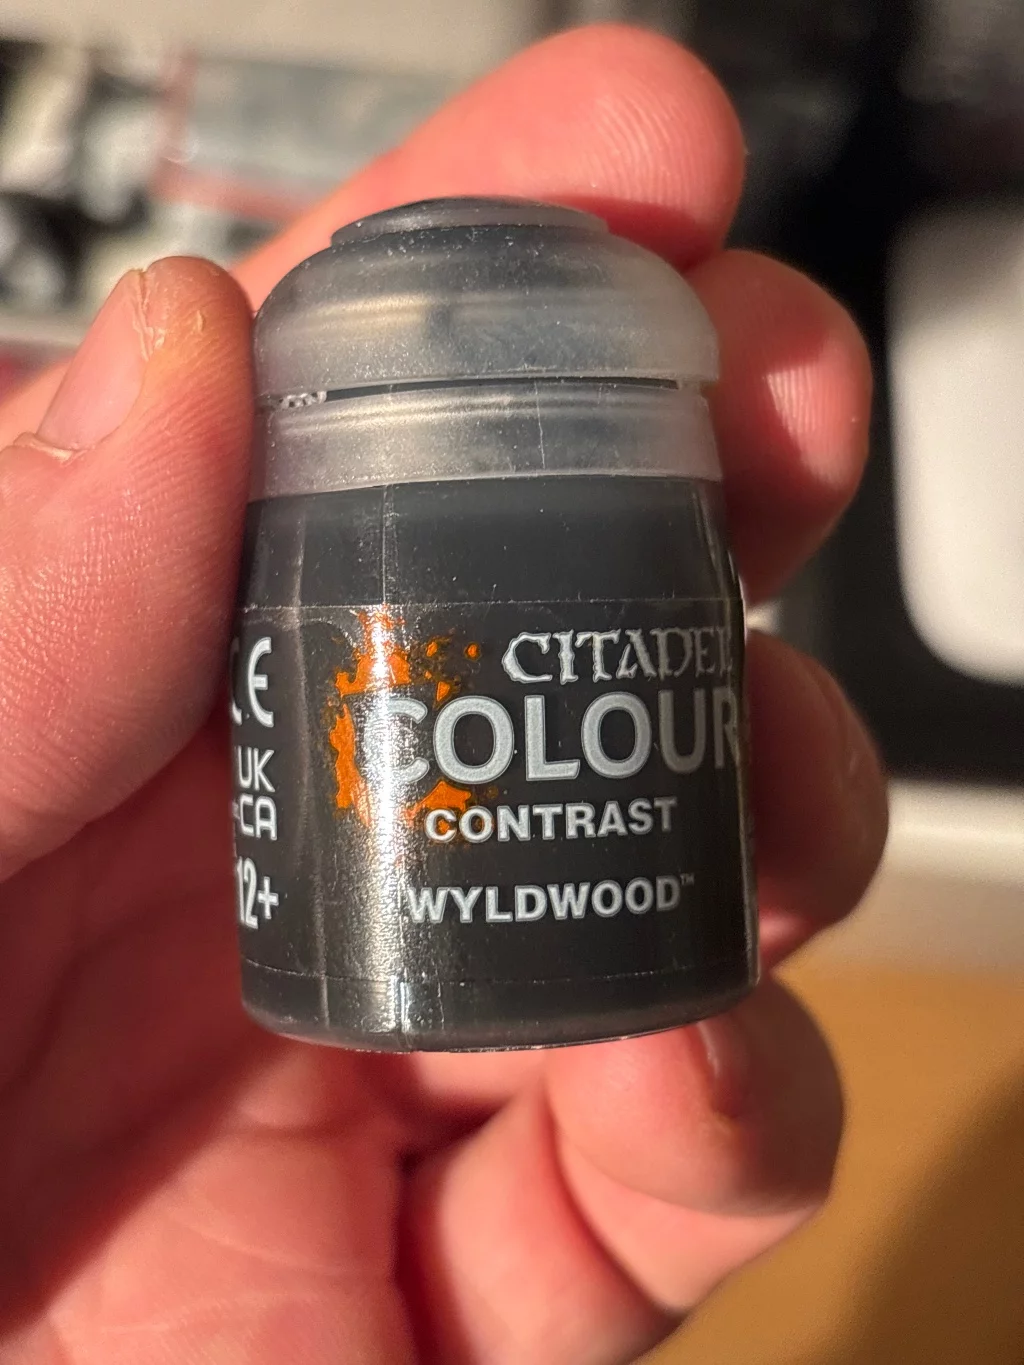 CITADEL
COLOUR
CONTRAST
WYLDWOOD™
CE
UK
CA
12+